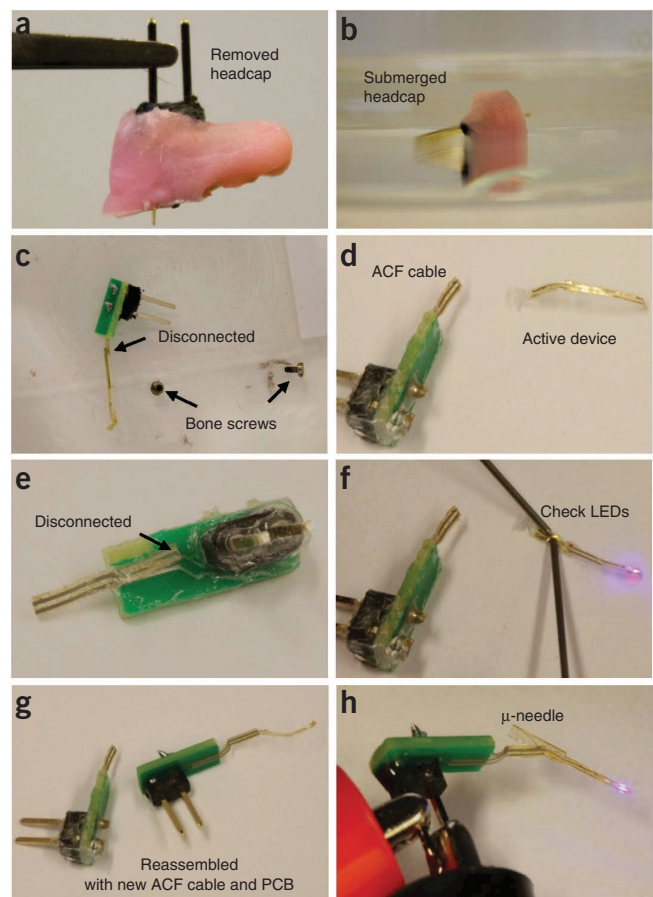 a
Removed
headcap
b
Submerged
headcap
c
Disconnected
Bone screws
d
ACF cable
Active device
e
Disconnected
f
Check LEDs
g
Reassembled
with new ACF cable and PCB
h
μ-needle